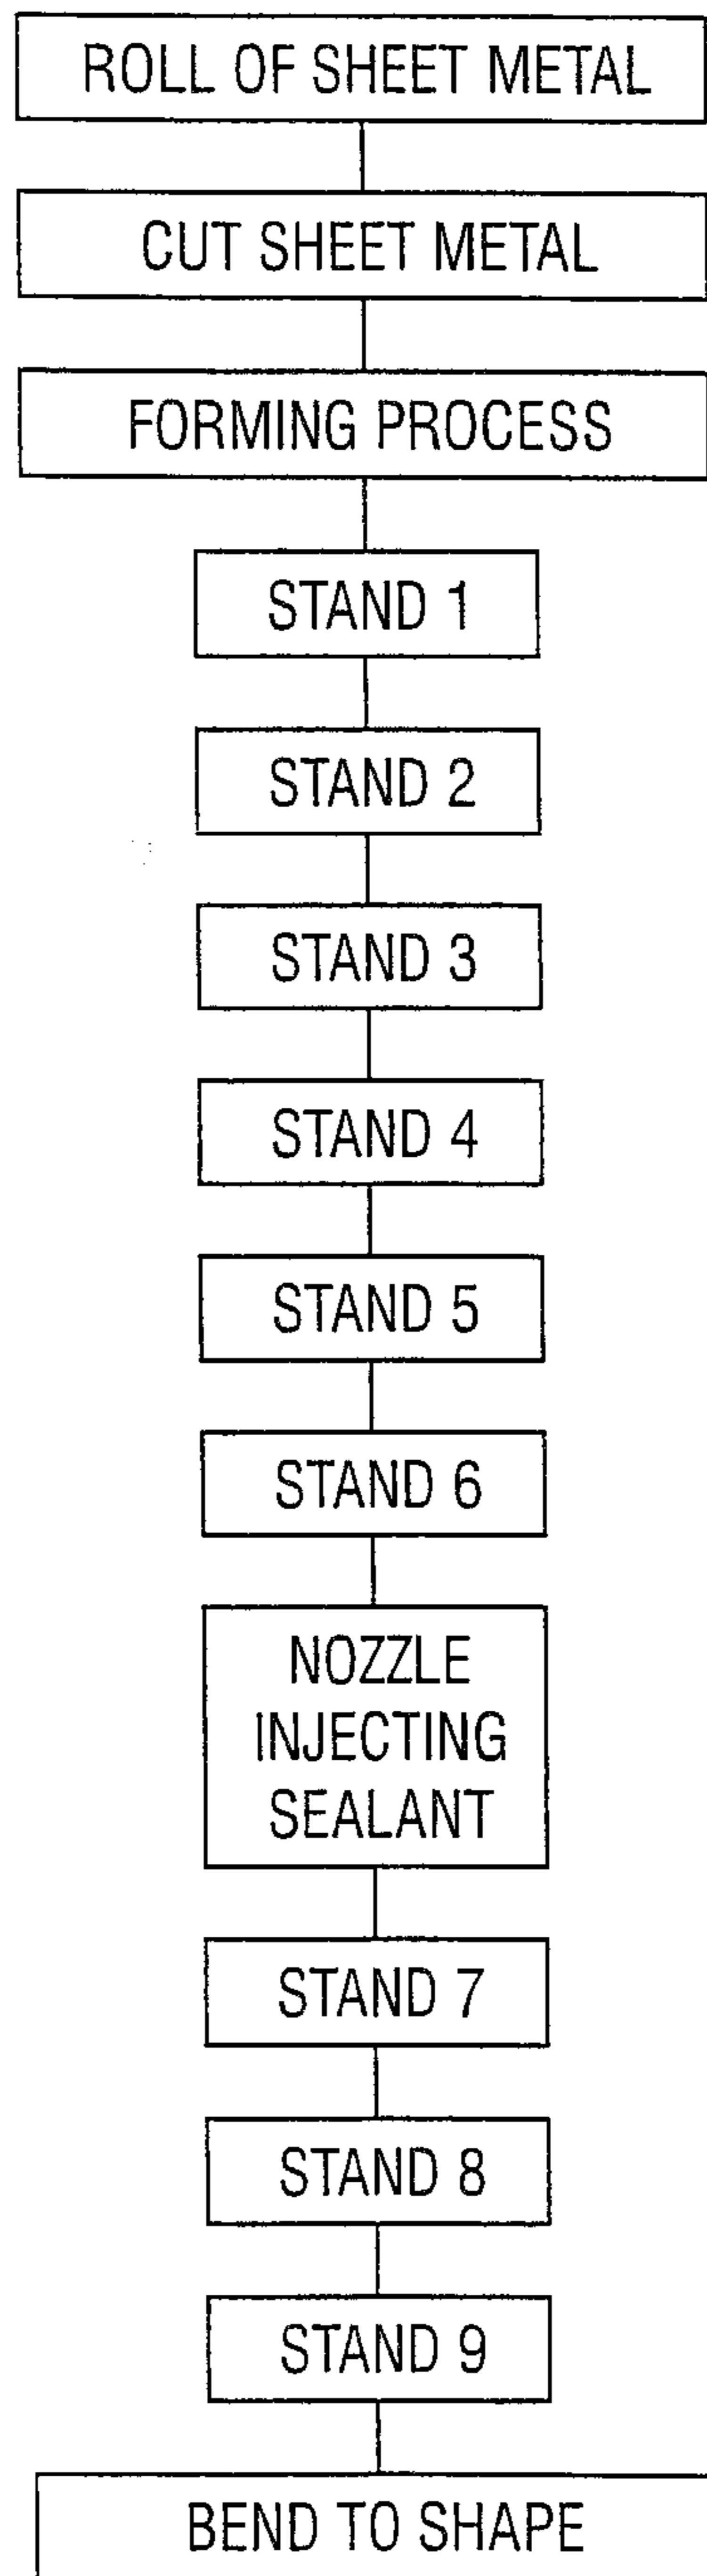 ROLL OF SHEET METAL
CUT SHEET METAL
FORMING PROCESS
STAND 1
STAND 2
STAND 3
STAND 4
STAND 5
STAND 6
NOZZLE
INJECTING
SEALANT
STAND 7
STAND 8
STAND 9
BEND TO SHAPE